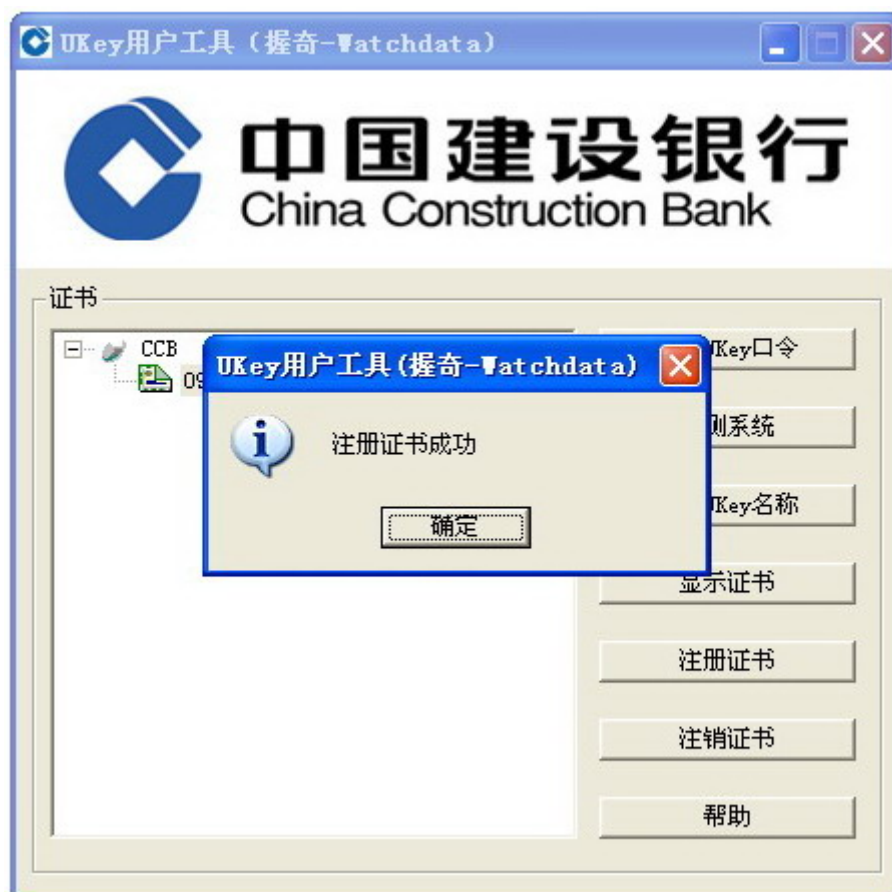 UKey用户工具（握奇-Watchdata）
中国建设银行
China Construction Bank
证书
CCB
09
UKey用户工具(握奇-Watchdata)
注册证书成功
确定
UKey口令
测系统
UKey名称
显示证书
注册证书
注销证书
帮助